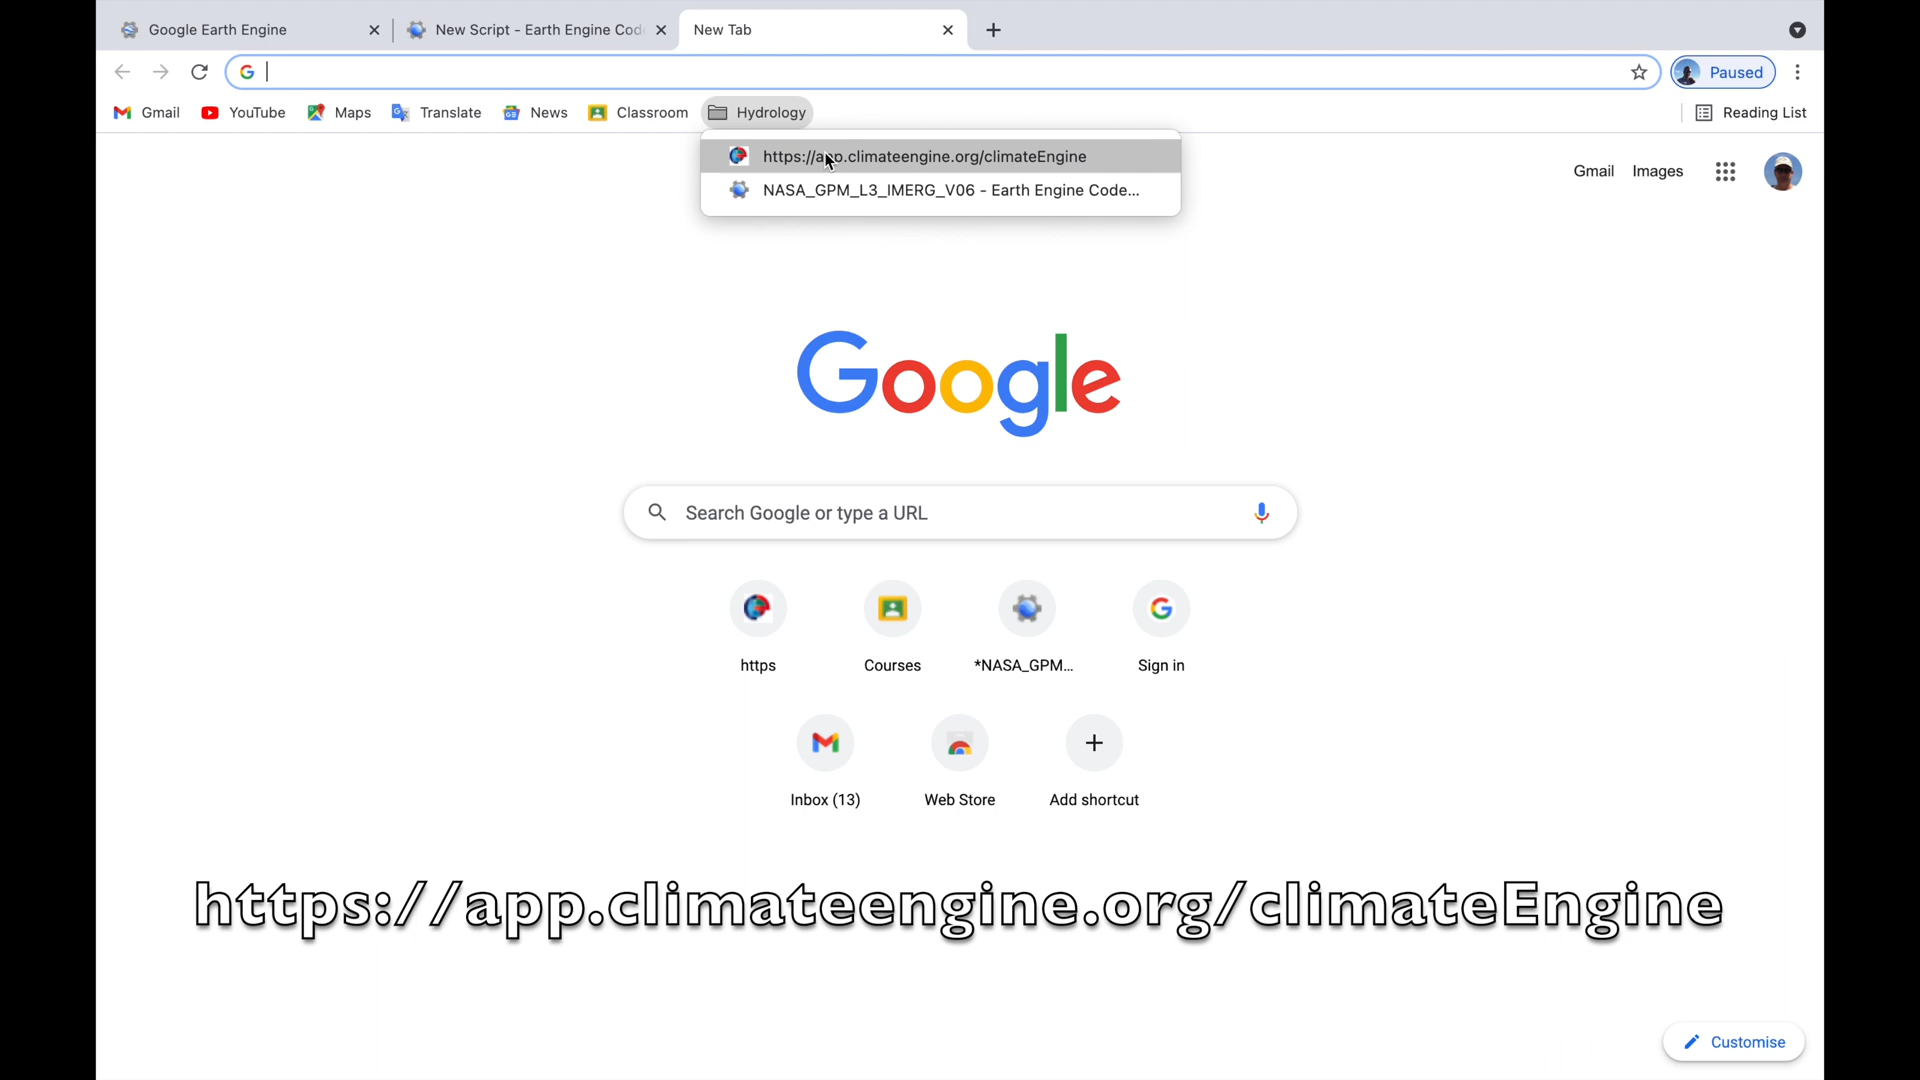 Google Earth Engine
New Script - Earth Engine Cod
New Tab
Paused
Gmail
YouTube
Maps
Translate
News
Classroom
Hydrology
Reading List
https://app.climateengine.org/climateEngine
NASA_GPM_L3_IMERG_V06 - Earth Engine Code...
Gmail
Images
Google
Search Google or type a URL
https
Courses
*NASA_GPM...
Sign in
Inbox (13)
Web Store
Add shortcut
https://app.climateengine.org/climateEngine
Customise